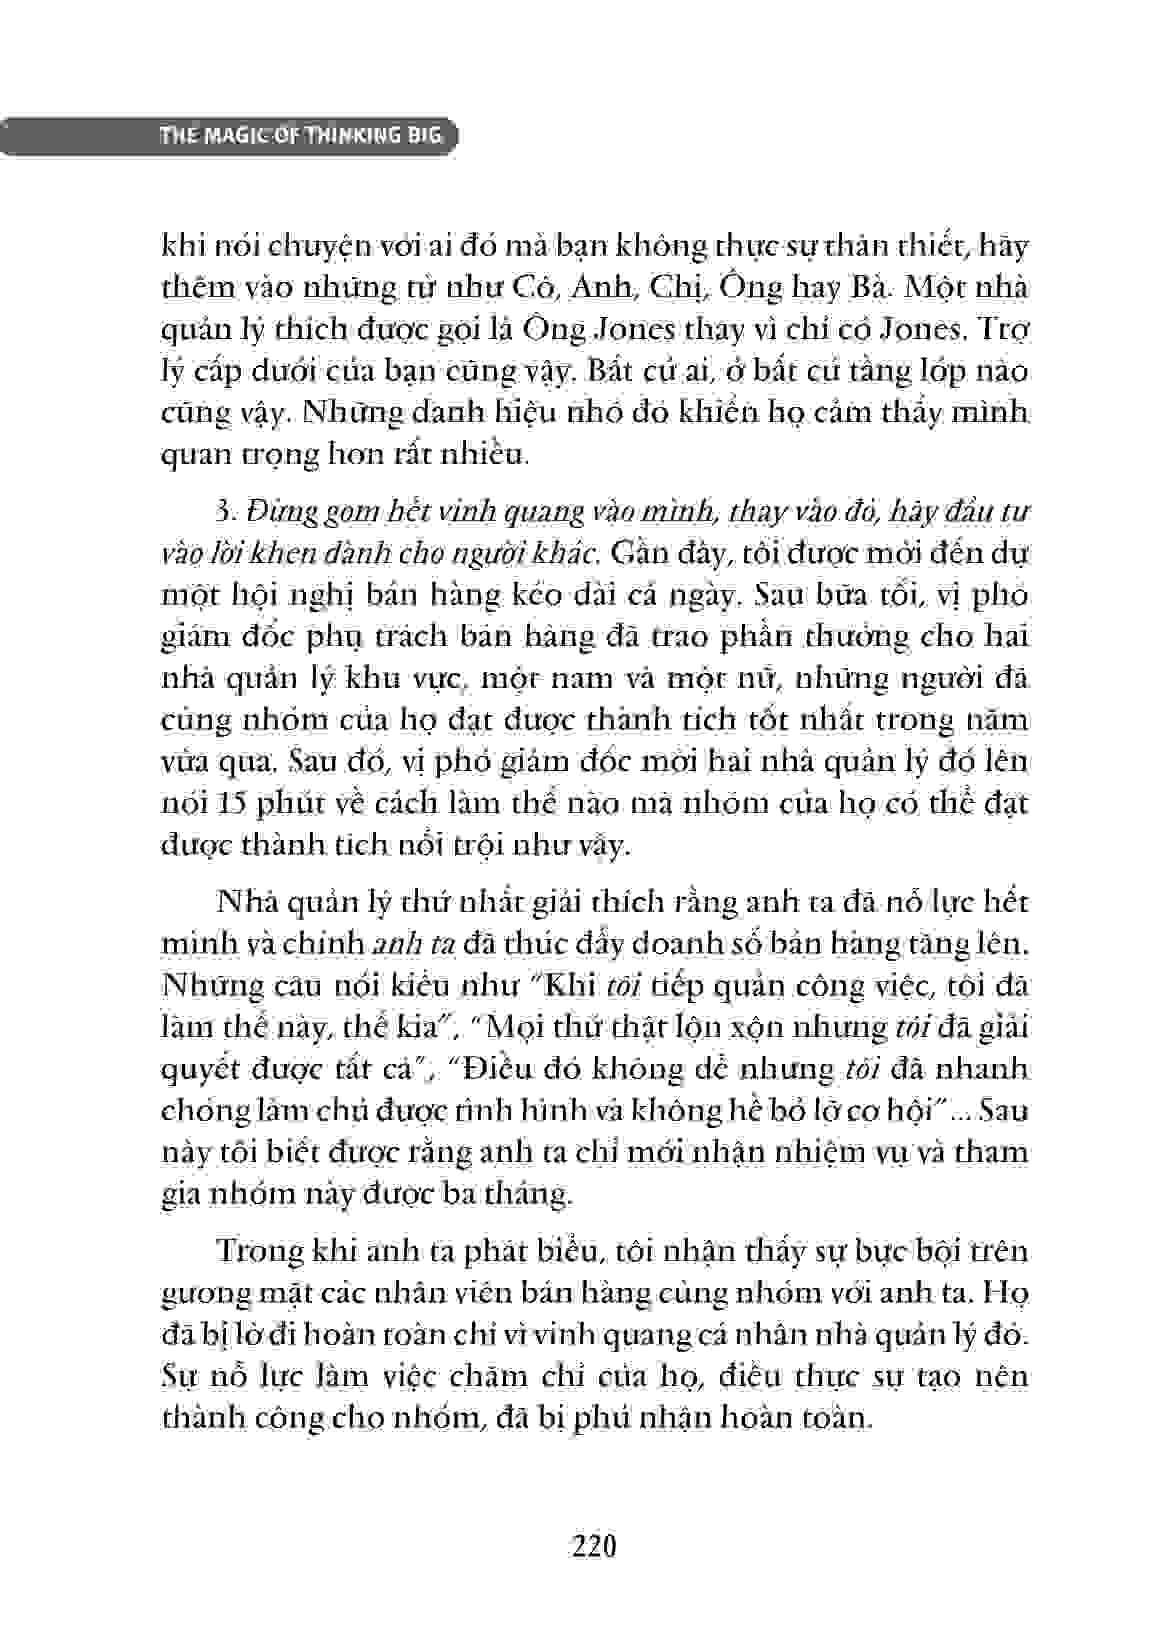 THE MAGIC OF THINKING BIG
khi nói chuyện với ai đó mà bạn không thực sự thân thiết, hãy
thêm vào những từ như Cô, Anh, Chị, Ông hay Bà. Một nhà
quản lý thích được gọi là Ông Jones thay vì chỉ có Jones. Trợ
lý cấp dưới của bạn cũng vậy. Bất cứ ai, ở bất cứ tầng lớp nào
cũng vậy. Những danh hiệu nhỏ đó khiến họ cảm thấy mình
quan trọng hơn rất nhiều.
3. Đừng gom hết vinh quang vào mình, thay vào đó, hãy đầu tư
vào lời khen dành cho người khác. Gần đây, tôi được mời đến dự
một hội nghị bán hàng kéo dài cả ngày. Sau bữa tối, vị phó
giám đốc phụ trách bán hàng đã trao phần thưởng cho hai
nhà quản lý khu vực, một nam và một nữ, những người đã
cùng nhóm của họ đạt được thành tích tốt nhất trong năm
vừa qua. Sau đó, vị phó giám đốc mời hai nhà quản lý đó lên
nói 15 phút về cách làm thế nào mà nhóm của họ có thể đạt
được thành tích nổi trội như vậy.
Nhà quản lý thứ nhất giải thích rằng anh ta đã nỗ lực hết
mình và chính anh ta đã thúc đẩy doanh số bán hàng tăng lên.
Những câu nói kiểu như “Khi tôi tiếp quản công việc, tôi đã
làm thế này, thế kia”, “Mọi thứ thật lộn xộn nhưng tôi đã giải
quyết được tất cả”, “Điều đó không dễ nhưng tôi đã nhanh
chóng làm chủ được tình hình và không hề bỏ lỡ cơ hội”... Sau
này tôi biết được rằng anh ta chỉ mới nhận nhiệm vụ và tham
gia nhóm này được ba tháng.
Trong khi anh ta phát biểu, tôi nhận thấy sự bực bội trên
gương mặt các nhân viên bán hàng cùng nhóm với anh ta. Họ
đã bị lờ đi hoàn toàn chỉ vì vinh quang cá nhân nhà quản lý đó.
Sự nỗ lực làm việc chăm chỉ của họ, điều thực sự tạo nên
thành công cho nhóm, đã bị phủ nhận hoàn toàn.
220